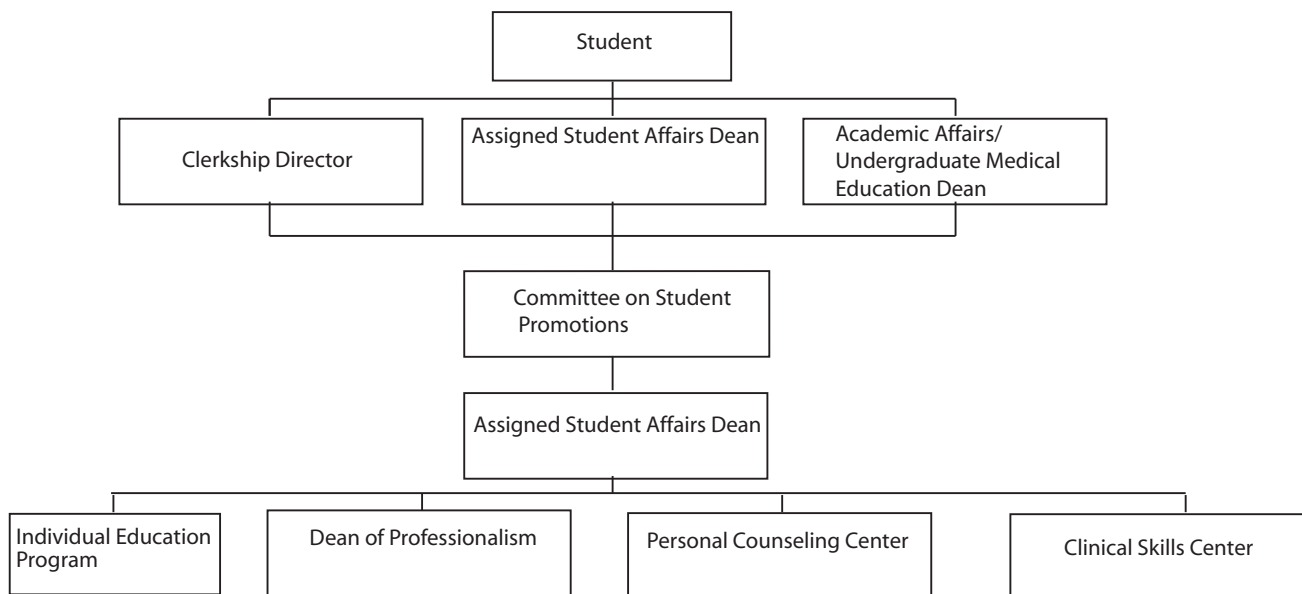 Student
Clerkship Director
Assigned Student Affairs Dean
Academic Affairs/
Undergraduate Medical
Education Dean
Committee on Student
Promotions
Assigned Student Affairs Dean
Individual Education
Program
Dean of Professionalism
Personal Counseling Center
Clinical Skills Center